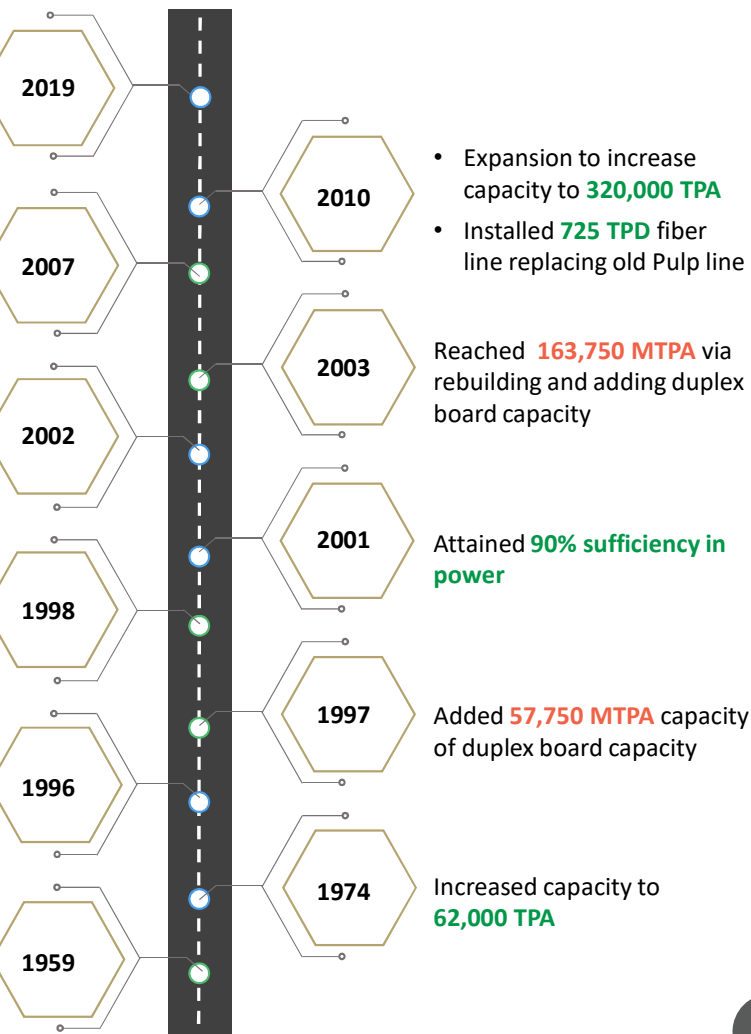 2019
2010
• Expansion to increase
capacity to 320,000 TPA
• Installed 725 TPD fiber
line replacing old Pulp line
2007
2003
Reached 163,750 MTPA via
rebuilding and adding duplex
board capacity
2002
2001
Attained 90% sufficiency in
power
1998
1997
Added 57,750 MTPA capacity
of duplex board capacity
1996
1974
Increased capacity to
62,000 TPA
1959